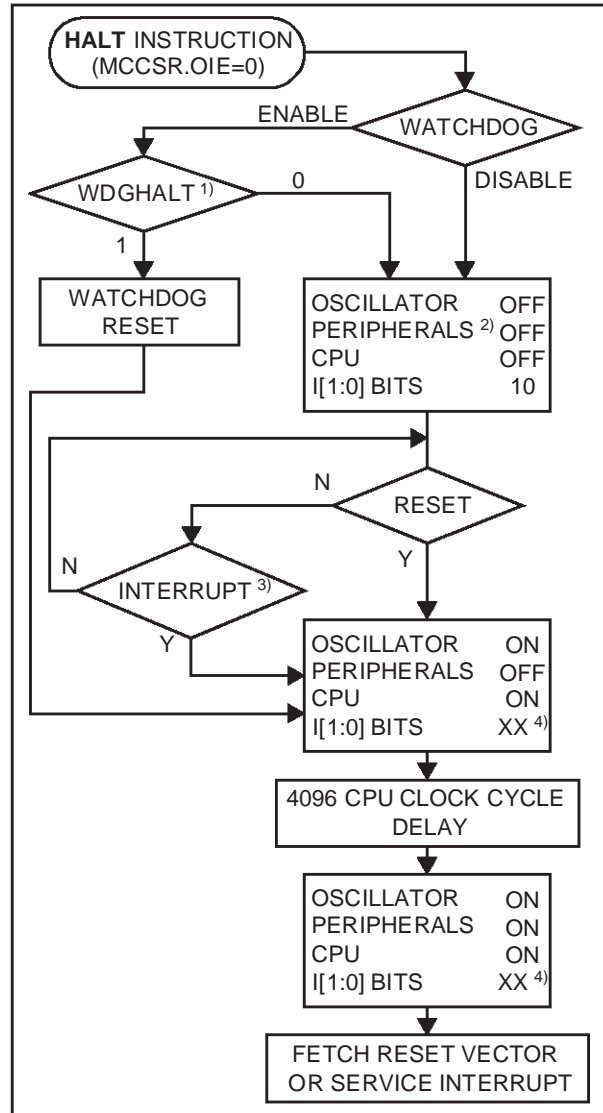 HALT INSTRUCTION
(MCCSR.OIE=0)
ENABLE
WATCHDOG
WDGHALT 1)
0
DISABLE
1
WATCHDOG
RESET
OSCILLATOR OFF
PERIPHERALS 2) OFF
CPU OFF
I[1:0] BITS 10
N
RESET
N
Y
INTERRUPT 3)
Y
OSCILLATOR ON
PERIPHERALS OFF
CPU ON
I[1:0] BITS XX 4)
4096 CPU CLOCK CYCLE
DELAY
OSCILLATOR ON
PERIPHERALS ON
CPU ON
I[1:0] BITS XX 4)
FETCH RESET VECTOR
OR SERVICE INTERRUPT